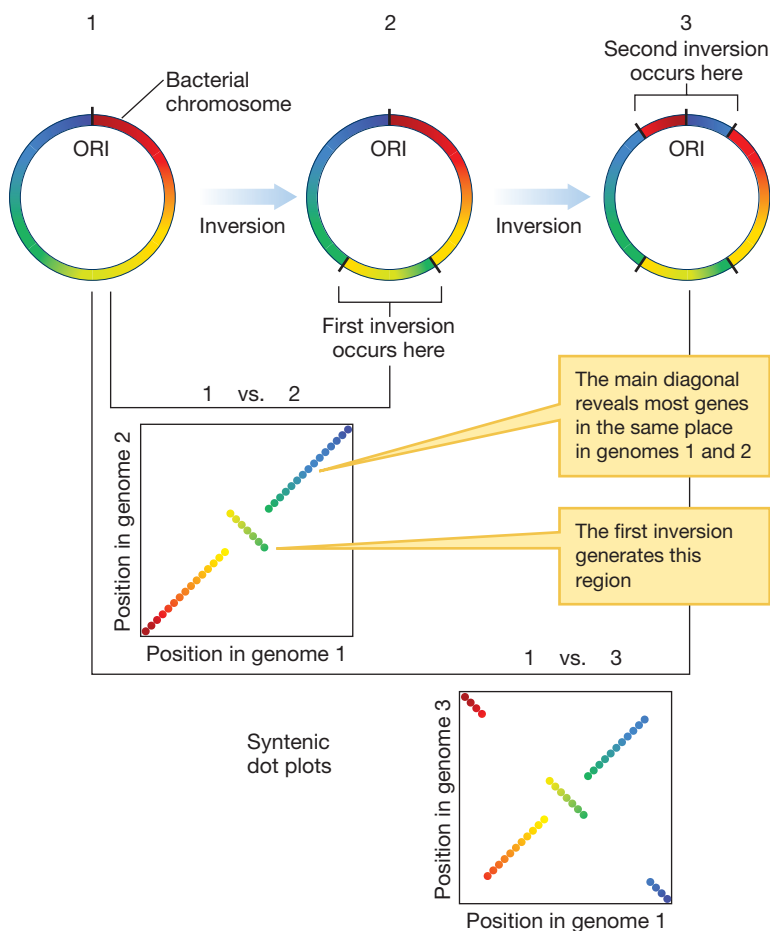 1
2
3
Second inversion
occurs here
Bacterial
chromosome
ORI
ORI
ORI
Inversion
Inversion
First inversion
occurs here
1 vs. 2
The main diagonal
reveals most genes
in the same place
in genomes 1 and 2
Position in genome 2
The first inversion
generates this
region
Position in genome 1
1 vs. 3
Syntenic
dot plots
Position in genome 3
Position in genome 1